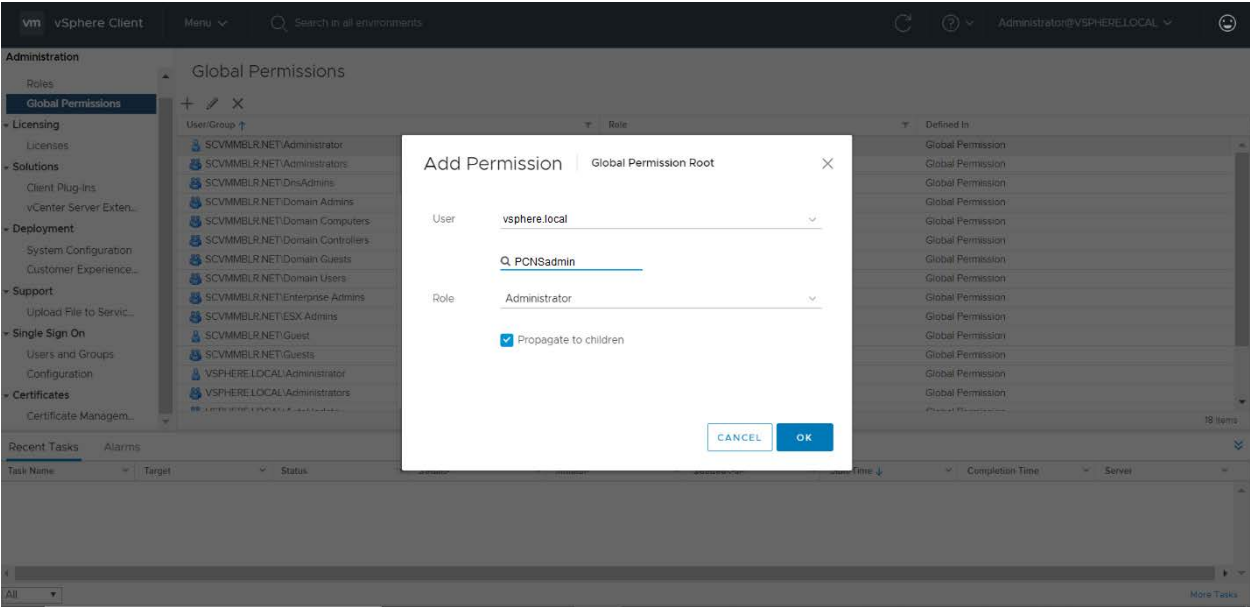 vm vSphere Client Menu Search in all environments Administrator@VSPHERE.LOCAL
Administration
Roles
Global Permissions
Licensing
Licenses
Solutions
Client Plug-Ins
vCenter Server Exten...
Deployment
System Configuration
Customer Experience...
Support
Upload File to Servic...
Single Sign On
Users and Groups
Configuration
Certificates
Certificate Managem...
Global Permissions
User/Group Role Defined In
SCVMMBLR.NET\Administrator Global Permission
SCVMMBLR.NET\Administrators Global Permission
SCVMMBLR.NET\DnsAdmins Global Permission
SCVMMBLR.NET\Domain Admins Global Permission
SCVMMBLR.NET\Domain Computers Global Permission
SCVMMBLR.NET\Domain Controllers Global Permission
SCVMMBLR.NET\Domain Guests Global Permission
SCVMMBLR.NET\Domain Users Global Permission
SCVMMBLR.NET\Enterprise Admins Global Permission
SCVMMBLR.NET\ESX Admins Global Permission
SCVMMBLR.NET\Guest Global Permission
SCVMMBLR.NET\Guests Global Permission
VSPHERE.LOCAL\Administrator Global Permission
VSPHERE.LOCAL\Administrators Global Permission
18 items
Add Permission Global Permission Root
User vsphere.local
PCNSadmin
Role Administrator
Propagate to children
CANCEL OK
Recent Tasks Alarms
Task Name Target Status Completion Time Server
All More Tasks